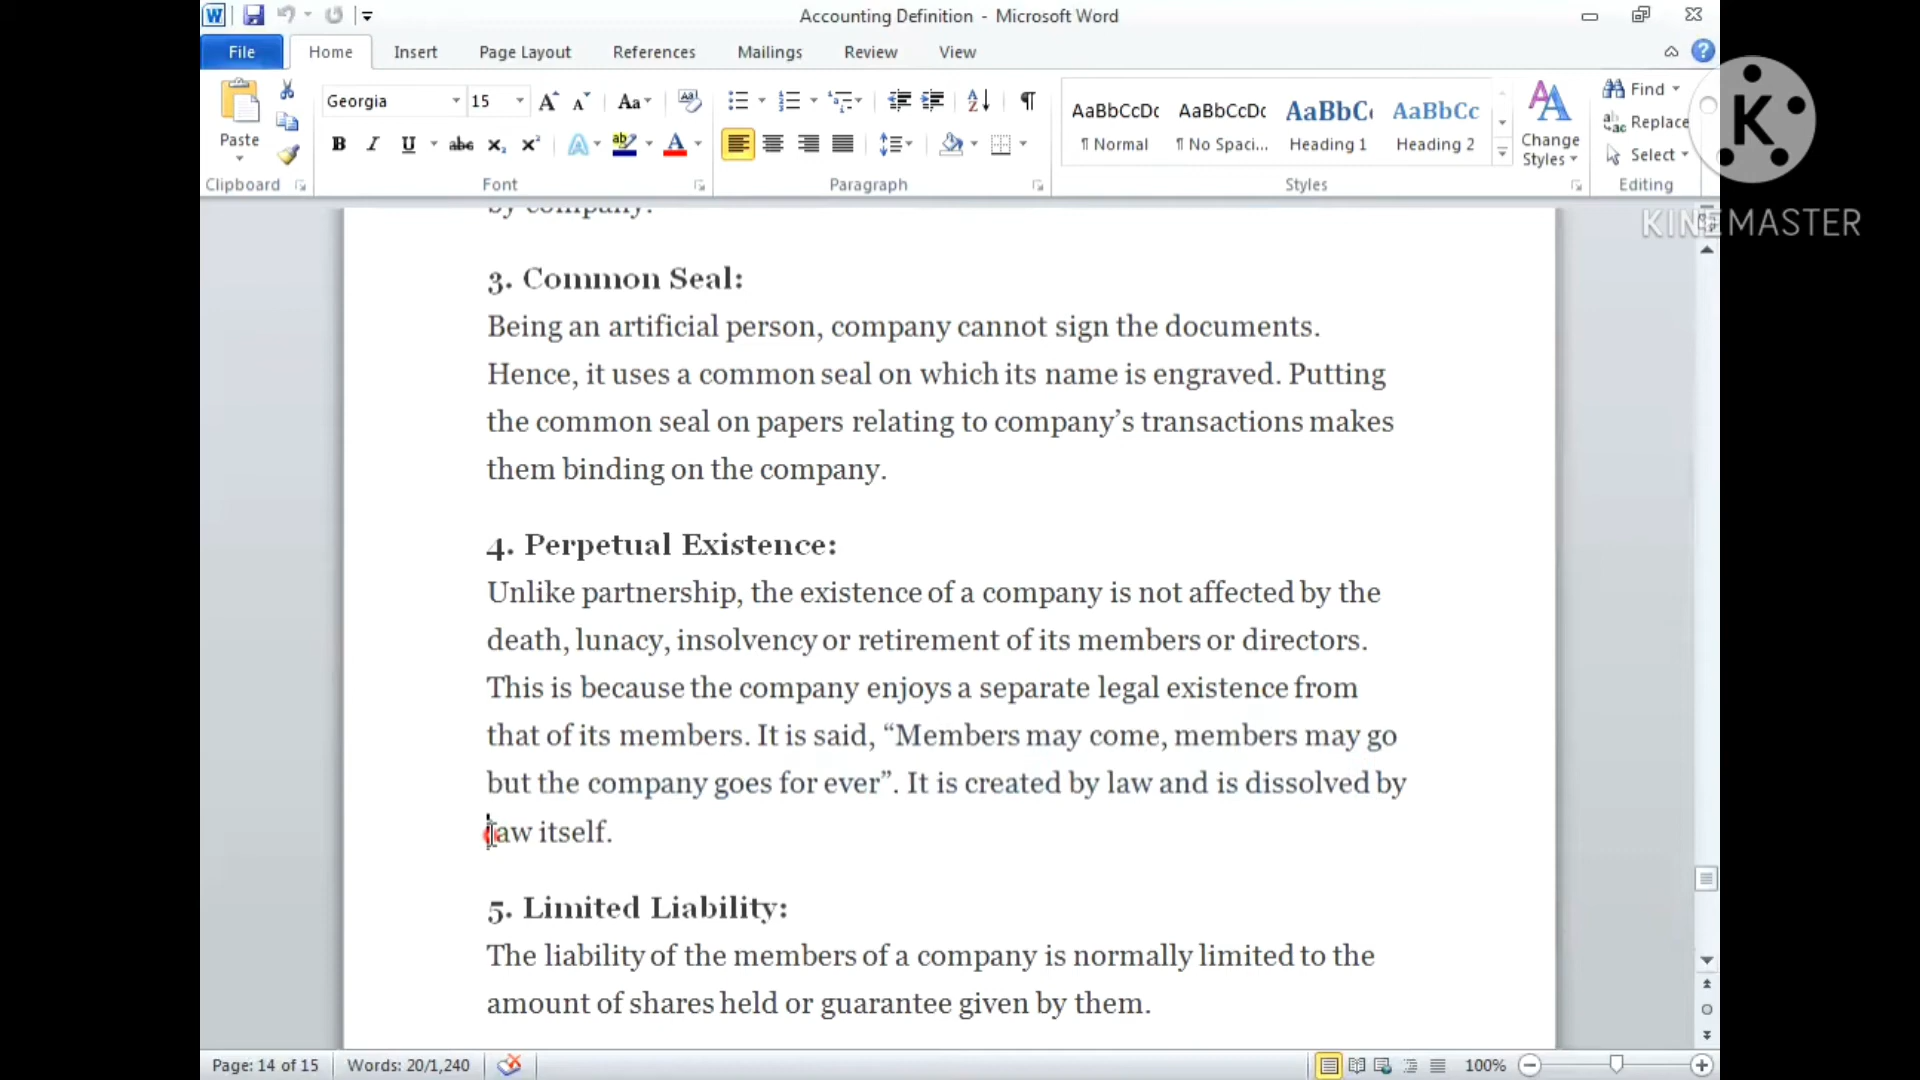 Accounting Definition - Microsoft Word
File Home Insert Page Layout References Mailings Review View
Paste
Clipboard
Georgia 15
Font
Paragraph
AaBbCcDc AaBbCcDc AaBbC AaBbCc
¶ Normal ¶ No Spaci... Heading 1 Heading 2
Change Styles
Styles
Find
Replace
Select
Editing
K
KINEMASTER
by company.
3. Common Seal:
Being an artificial person, company cannot sign the documents.
Hence, it uses a common seal on which its name is engraved. Putting
the common seal on papers relating to company’s transactions makes
them binding on the company.
4. Perpetual Existence:
Unlike partnership, the existence of a company is not affected by the
death, lunacy, insolvency or retirement of its members or directors.
This is because the company enjoys a separate legal existence from
that of its members. It is said, “Members may come, members may go
but the company goes for ever”. It is created by law and is dissolved by
law itself.
5. Limited Liability:
The liability of the members of a company is normally limited to the
amount of shares held or guarantee given by them.
Page: 14 of 15 Words: 20/1,240 100%